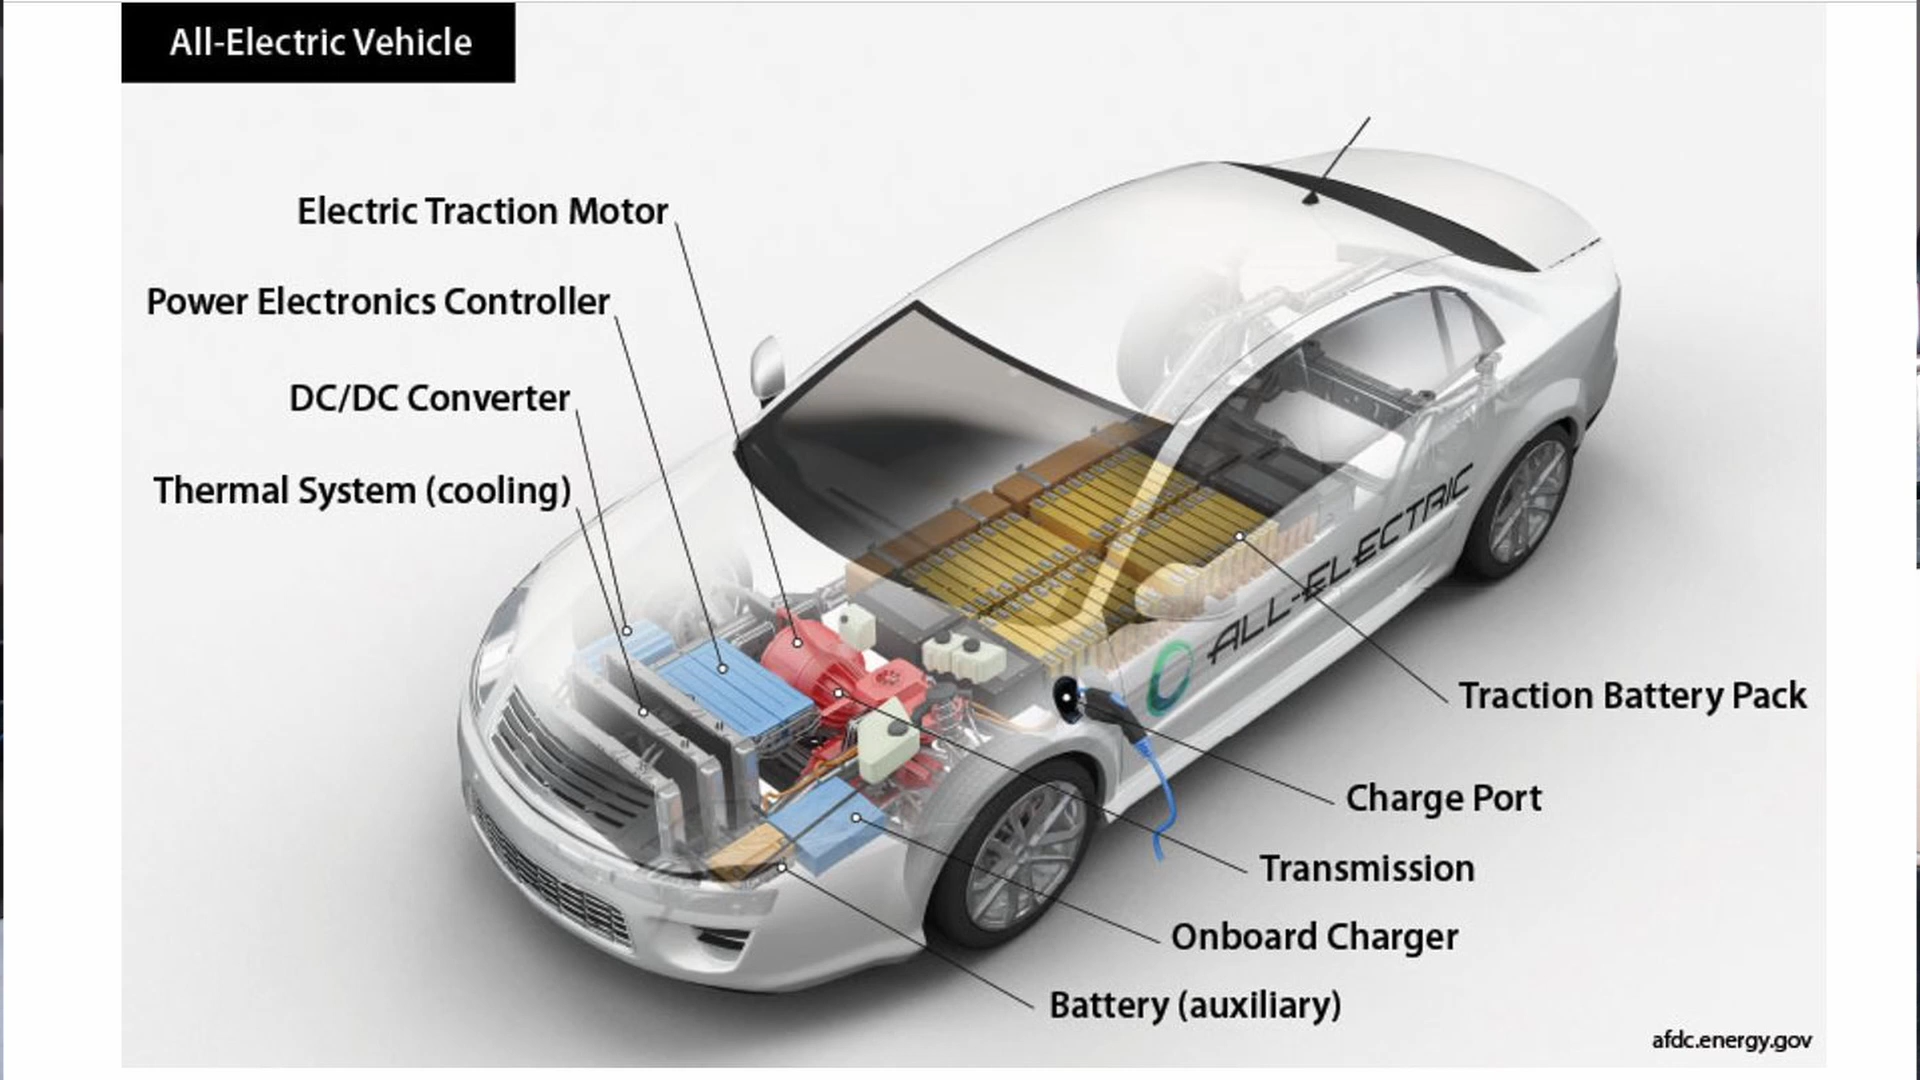 All-Electric Vehicle
Electric Traction Motor
Power Electronics Controller
DC/DC Converter
Thermal System (cooling)
ALL-ELECTRIC
Traction Battery Pack
Charge Port
Transmission
Onboard Charger
Battery (auxiliary)
afdc.energy.gov